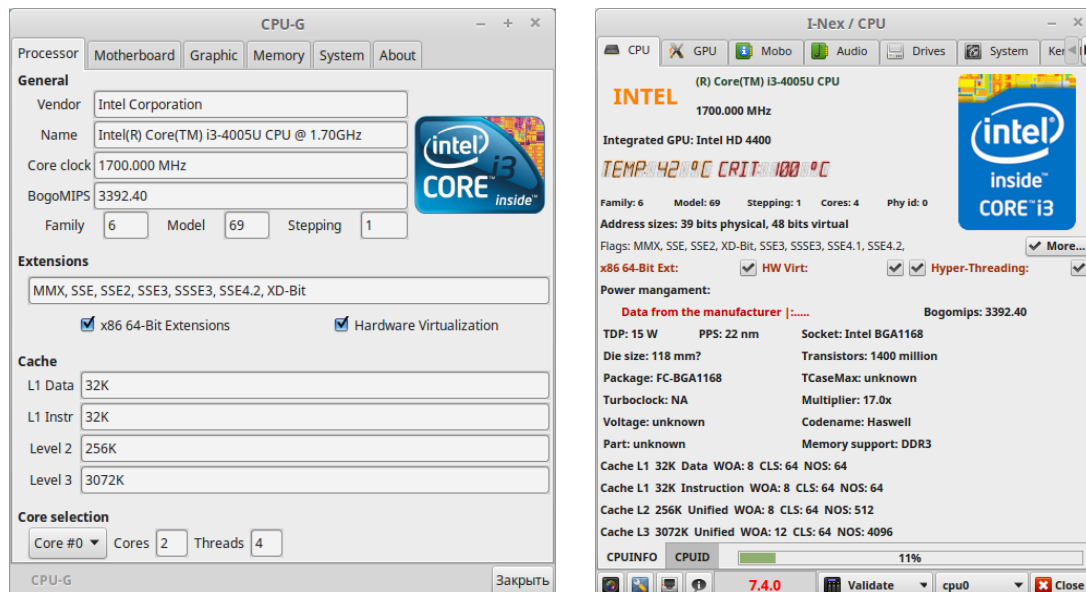 CPU-G
Processor Motherboard Graphic Memory System About
General
Vendor Intel Corporation
Name Intel(R) Core(TM) i3-4005U CPU @ 1.70GHz
Core clock 1700.000 MHz
BogoMIPS 3392.40
Family 6 Model 69 Stepping 1
intel i3
CORE™ inside™
Extensions
MMX, SSE, SSE2, SSE3, SSSE3, SSE4.2, XD-Bit
x86 64-Bit Extensions Hardware Virtualization
Cache
L1 Data 32K
L1 Instr 32K
Level 2 256K
Level 3 3072K
Core selection
Core #0 Cores 2 Threads 4
CPU-G Закрыть
I-Nex / CPU
CPU GPU Mobo Audio Drives System
INTEL (R) Core(TM) i3-4005U CPU
1700.000 MHz
Integrated GPU: Intel HD 4400
TEMP: 42 °C CRIT: 100 °C
intel
inside™
CORE™ i3
Family: 6 Model: 69 Stepping: 1 Cores: 4 Phy id: 0
Address sizes: 39 bits physical, 48 bits virtual
Flags: MMX, SSE, SSE2, XD-Bit, SSE3, SSSE3, SSE4.1, SSE4.2, More...
x86 64-Bit Ext: HW Virt: Hyper-Threading:
Power mangament:
Data from the manufacturer |:..... Bogomips: 3392.40
TDP: 15 W PPS: 22 nm Socket: Intel BGA1168
Die size: 118 mm? Transistors: 1400 million
Package: FC-BGA1168 TCaseMax: unknown
Turboclock: NA Multiplier: 17.0x
Voltage: unknown Codename: Haswell
Part: unknown Memory support: DDR3
Cache L1 32K Data WOA: 8 CLS: 64 NOS: 64
Cache L1 32K Instruction WOA: 8 CLS: 64 NOS: 64
Cache L2 256K Unified WOA: 8 CLS: 64 NOS: 512
Cache L3 3072K Unified WOA: 12 CLS: 64 NOS: 4096
CPUINFO CPUID 11%
7.4.0 Validate cpu0 Close